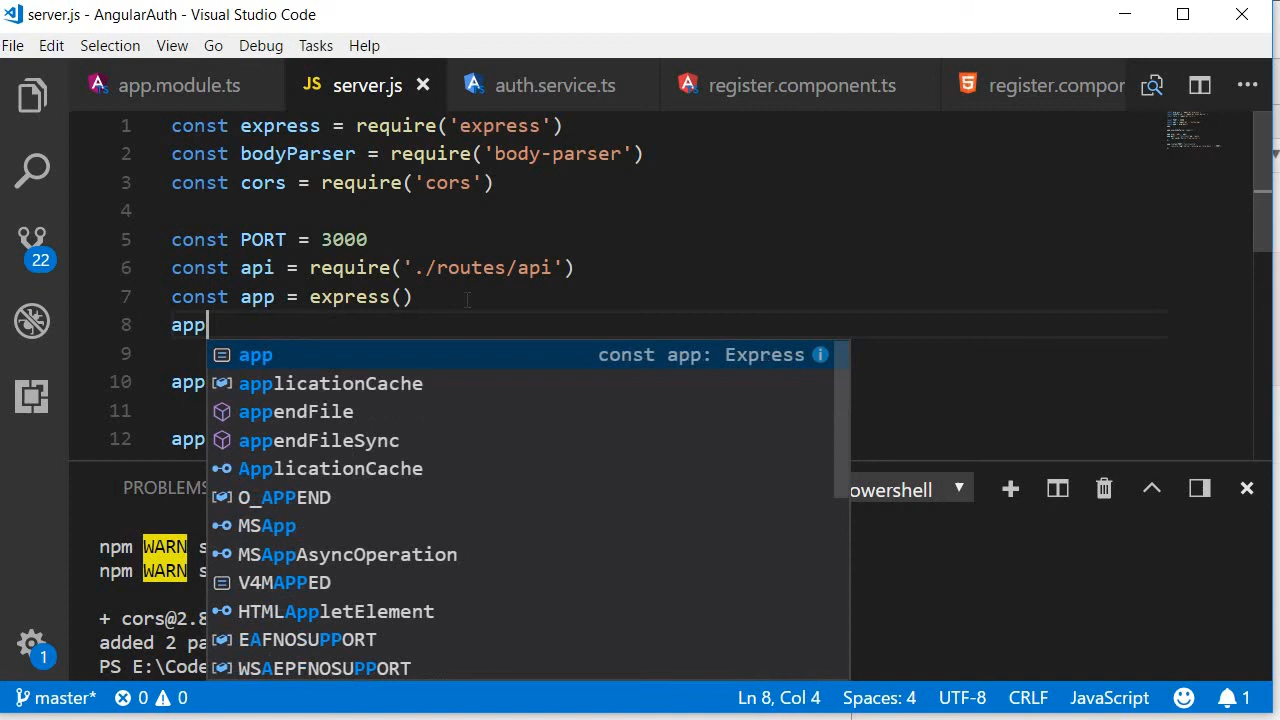 server.js - AngularAuth - Visual Studio Code
File Edit Selection View Go Debug Tasks Help
app.module.ts JS server.js auth.service.ts register.component.ts register.compor
1 const express = require('express')
2 const bodyParser = require('body-parser')
3 const cors = require('cors')
4
5 const PORT = 3000
6 const api = require('./routes/api')
7 const app = express()
8 app
9
10 app
11
12 app
app const app: Express
applicationCache
appendFile
appendFileSync
ApplicationCache
O_APPEND
MSApp
MSAppAsyncOperation
V4MAPPED
HTMLAppletElement
EAFNOSUPPORT
WSAEPFNOSUPPORT
22
1
PROBLEMS owershell
npm WARN s
npm WARN s
+ cors@2.8
added 2 pa
PS E:\Code
master* 0 0 Ln 8, Col 4 Spaces: 4 UTF-8 CRLF JavaScript 1